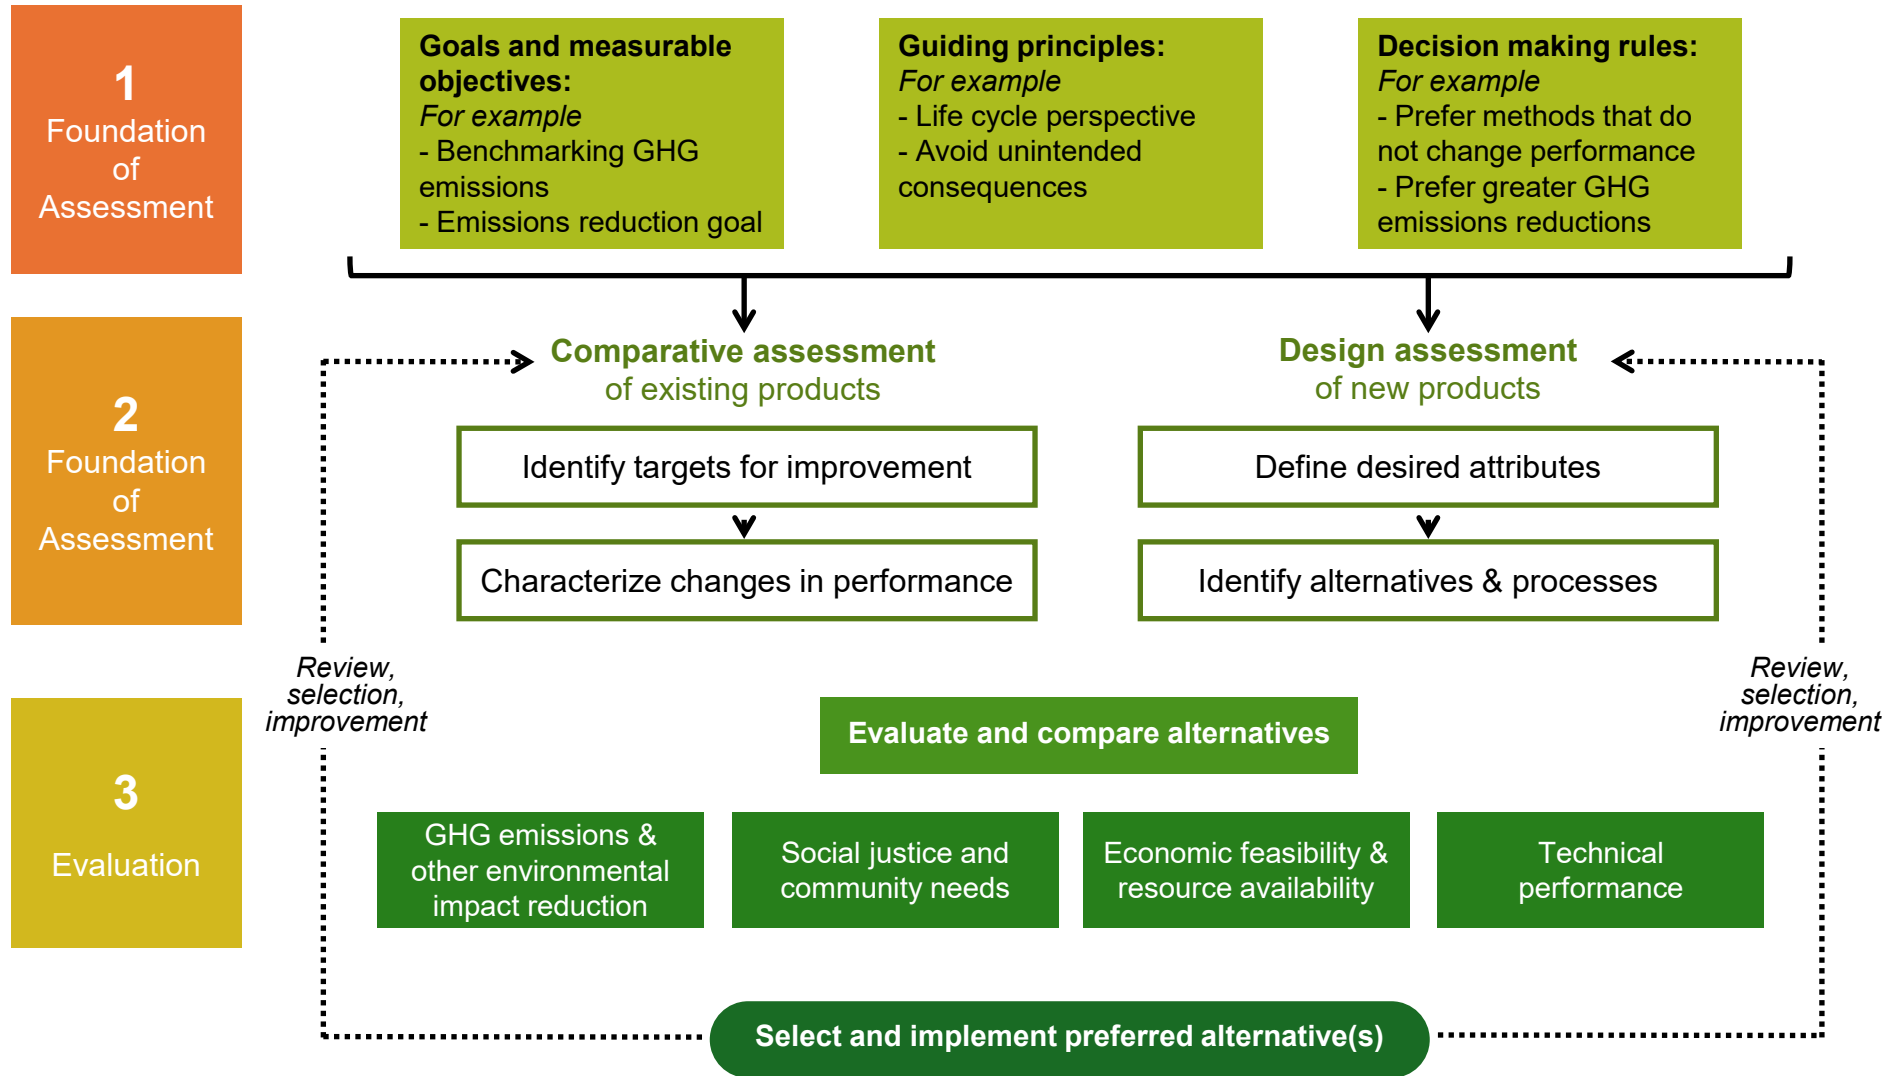 1
Foundation
of
Assessment
Goals and measurable
objectives:
For example
- Benchmarking GHG
emissions
- Emissions reduction goal
Guiding principles:
For example
- Life cycle perspective
- Avoid unintended
consequences
Decision making rules:
For example
- Prefer methods that do
not change performance
- Prefer greater GHG
emissions reductions
2
Foundation
of
Assessment
Comparative assessment
of existing products
Identify targets for improvement
Characterize changes in performance
Design assessment
of new products
Define desired attributes
Identify alternatives & processes
Review,
selection,
improvement
Review,
selection,
improvement
3
Evaluation
Evaluate and compare alternatives
GHG emissions &
other environmental
impact reduction
Social justice and
community needs
Economic feasibility &
resource availability
Technical
performance
Select and implement preferred alternative(s)